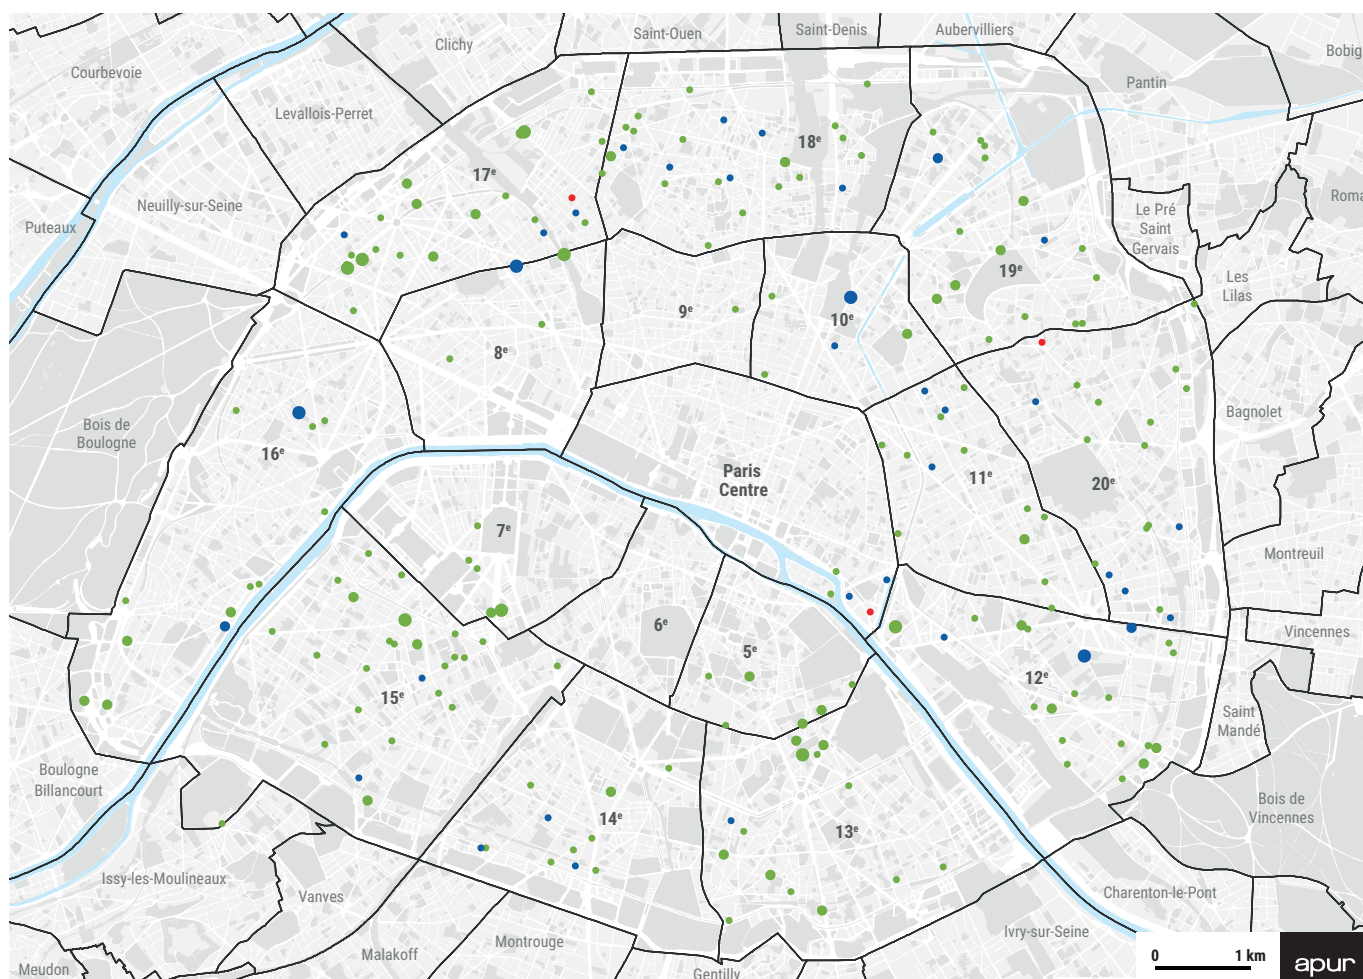 Saint-Ouen
Saint-Denis
Aubervilliers
Clichy
Bobig
Courbevoie
Pantin
Levallois-Perret
18ᵉ
17ᵉ
Neuilly-sur-Seine
Roma
Le Pré
Saint
Gervais
Puteaux
19ᵉ
Les
Lilas
9ᵉ
10ᵉ
8ᵉ
Bagnolet
Bois de
Boulogne
16ᵉ
Paris
Centre
11ᵉ
20ᵉ
7ᵉ
Montreuil
6ᵉ
Vincennes
5ᵉ
12ᵉ
15ᵉ
Saint
Mandé
Boulogne
Billancourt
Bois de
Vincennes
14ᵉ
13ᵉ
Issy-les-Moulineaux
Vanves
Charenton-le-Pont
Ivry-sur-Seine
Montrouge
Malakoff
Meudon
Gentilly
0 1 km
apur